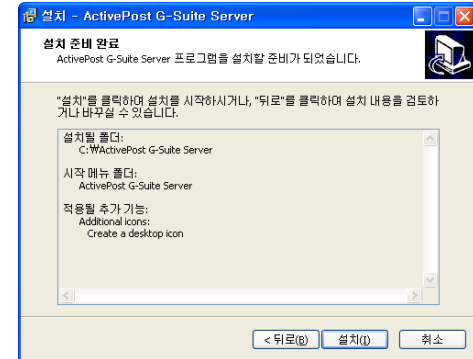 설치 - ActivePost G-Suite Server
설치 준비 완료
ActivePost G-Suite Server 프로그램을 설치할 준비가 되었습니다.
"설치"를 클릭하여 설치를 시작하시거나, "뒤로"를 클릭하여 설치 내용을 검토하
거나 바꾸실 수 있습니다.
설치될 폴더:
C:₩ActivePost G-Suite Server
시작 메뉴 폴더:
ActivePost G-Suite Server
적용될 추가 기능:
Additional icons:
Create a desktop icon
< 뒤로(B)
설치(I)
취소